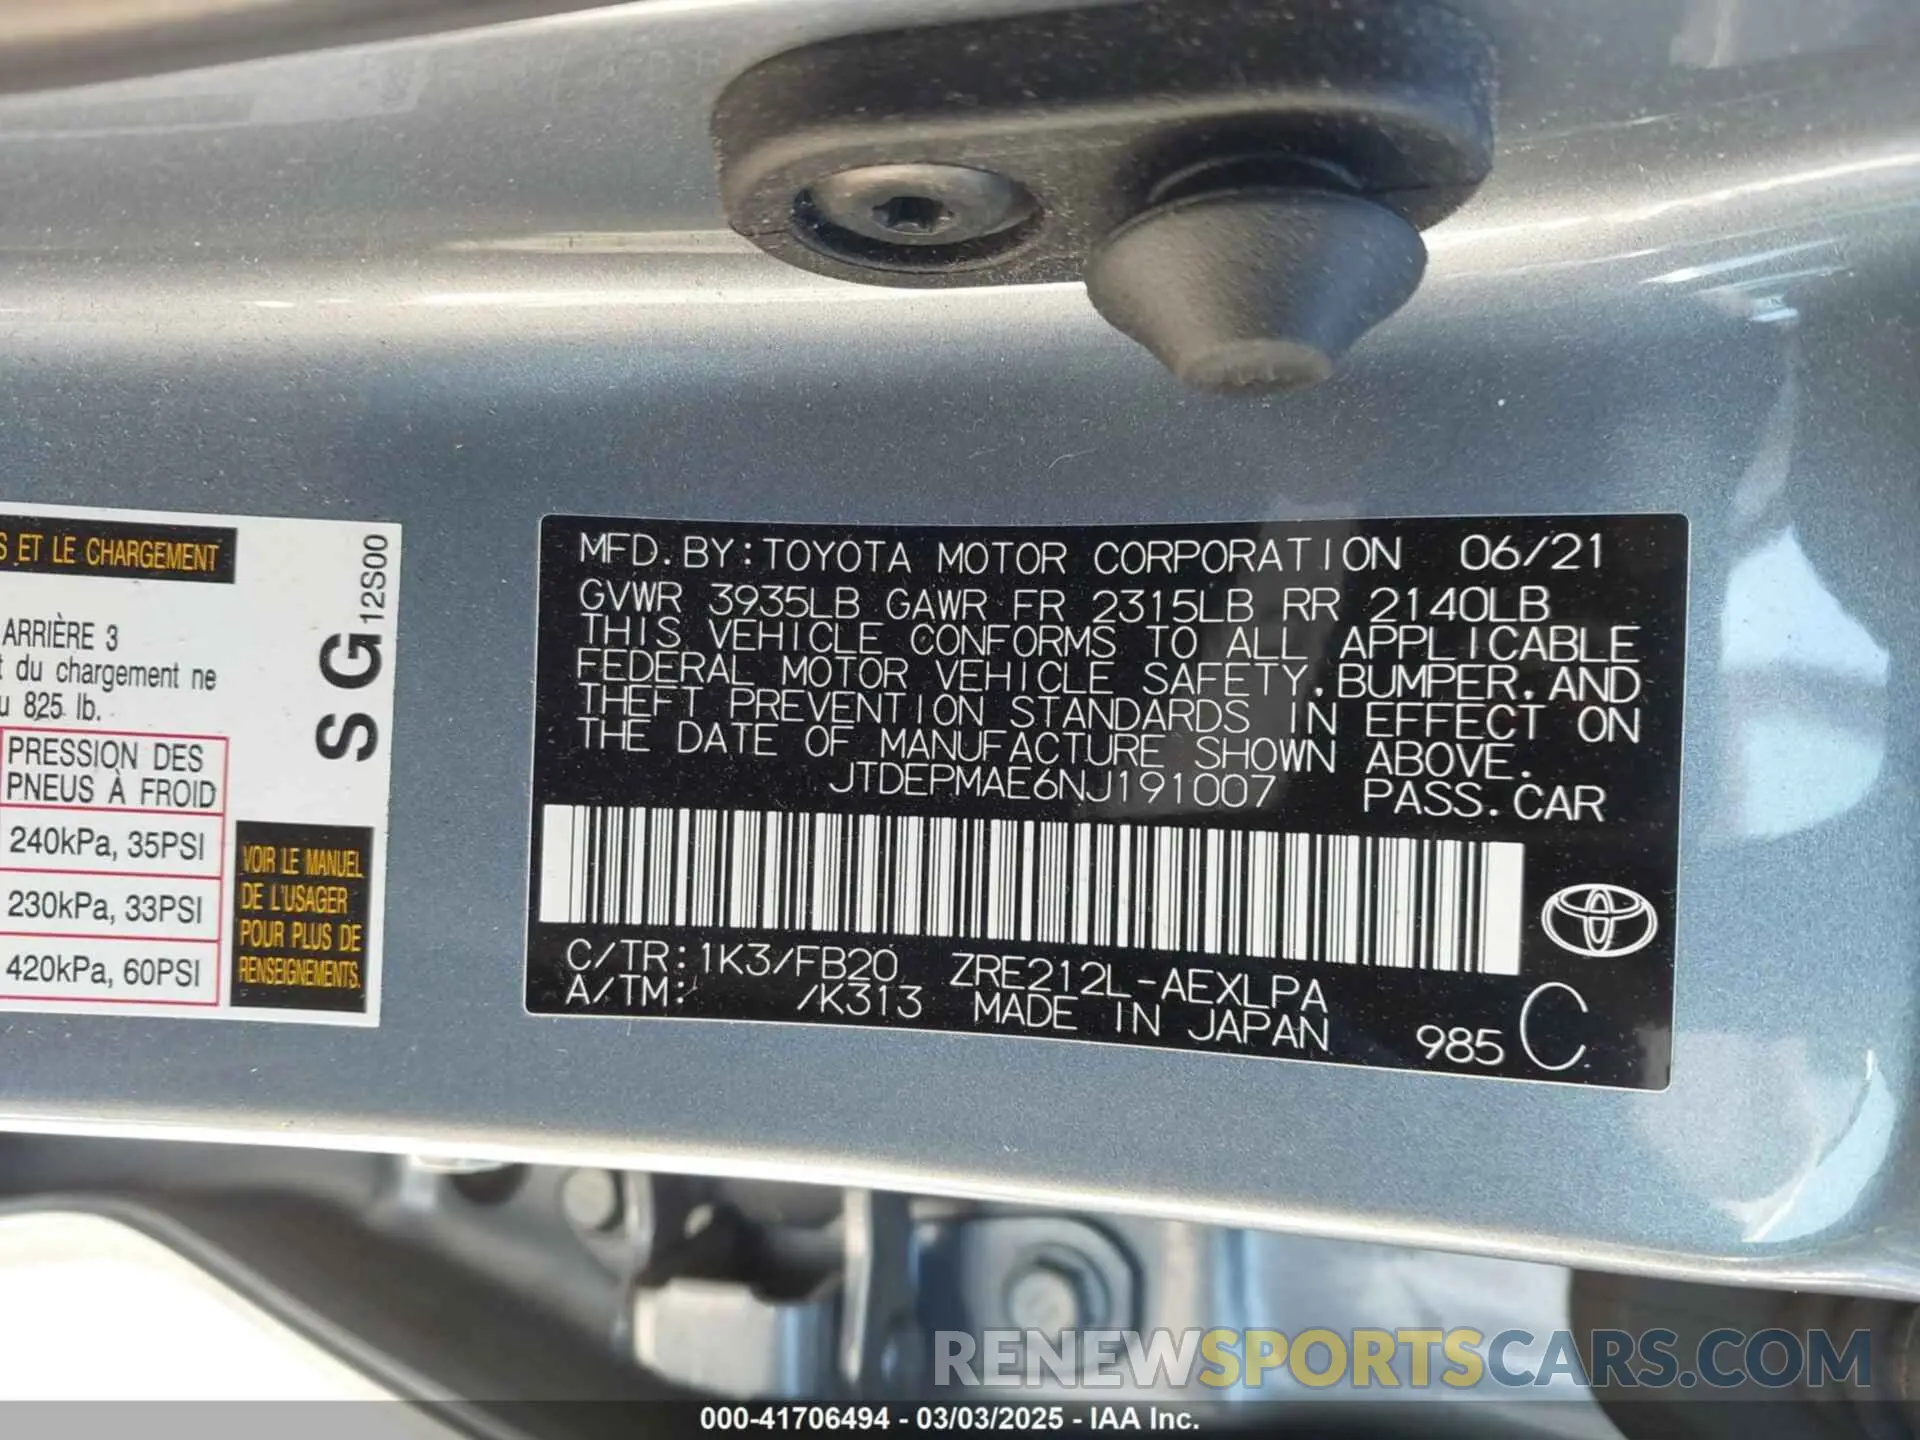 S ET LE CHARGEMENT
ARRIÈRE 3
t du chargement ne
u 825 lb.
PRESSION DES
PNEUS À FROID
240kPa, 35PSI
230kPa, 33PSI
420kPa, 60PSI
SG 12S00
VOIR LE MANUEL
DE L'USAGER
POUR PLUS DE
RENSEIGNEMENTS.
MFD. BY: TOYOTA MOTOR CORPORATION 06/21
GVWR 3935LB GAWR FR 2315LB RR 2140LB
THIS VEHICLE CONFORMS TO ALL APPLICABLE
FEDERAL MOTOR VEHICLE SAFETY, BUMPER, AND
THEFT PREVENTION STANDARDS IN EFFECT ON
THE DATE OF MANUFACTURE SHOWN ABOVE.
JTDEPMAE6NJ191007 PASS. CAR
C/TR: 1K3/FB20 ZRE212L-AEXLPA
A/TM: /K313 MADE IN JAPAN 985 C
RENEWSPORTSCARS.COM
000-41706494 - 03/03/2025 - IAA Inc.